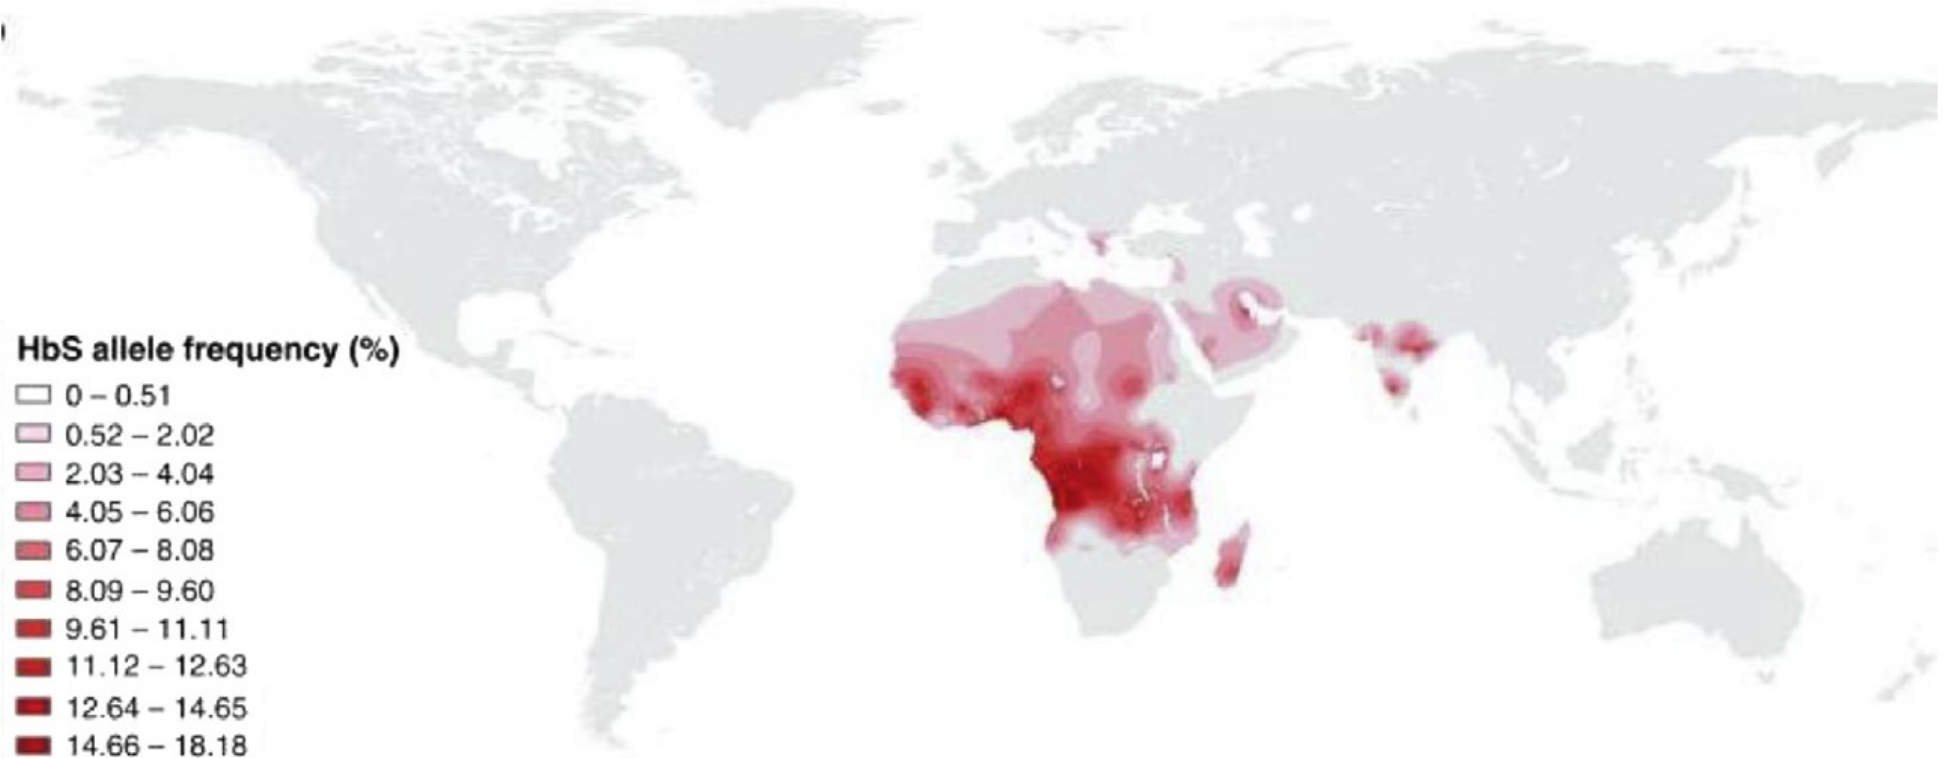 HbS allele frequency (%)
0 – 0.51
0.52 – 2.02
2.03 – 4.04
4.05 – 6.06
6.07 – 8.08
8.09 – 9.60
9.61 – 11.11
11.12 – 12.63
12.64 – 14.65
14.66 – 18.18